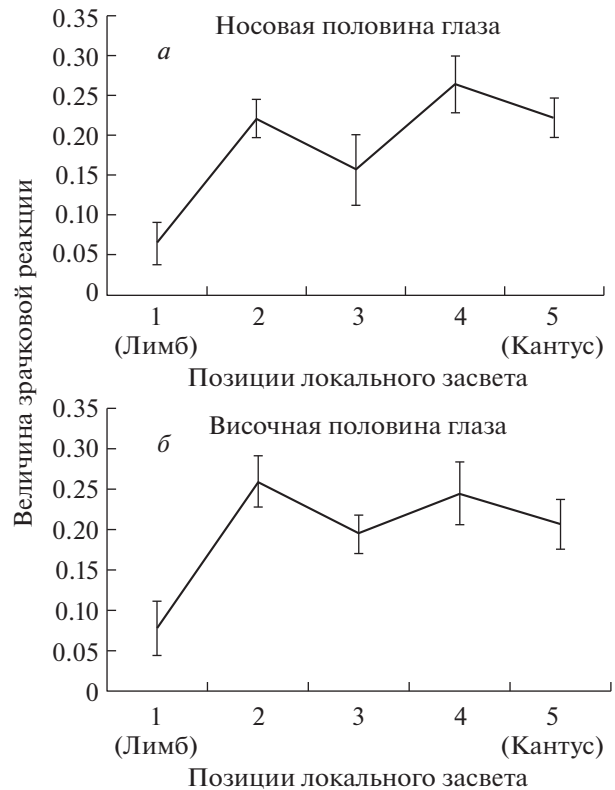 Величина зрачковой реакции
а
Носовая половина глаза
0.35
0.30
0.25
0.20
0.15
0.10
0.05
0
1 2 3 4 5
(Лимб) (Кантус)
Позиции локального засвета
б
Височная половина глаза
0.35
0.30
0.25
0.20
0.15
0.10
0.05
0
1 2 3 4 5
(Лимб) (Кантус)
Позиции локального засвета